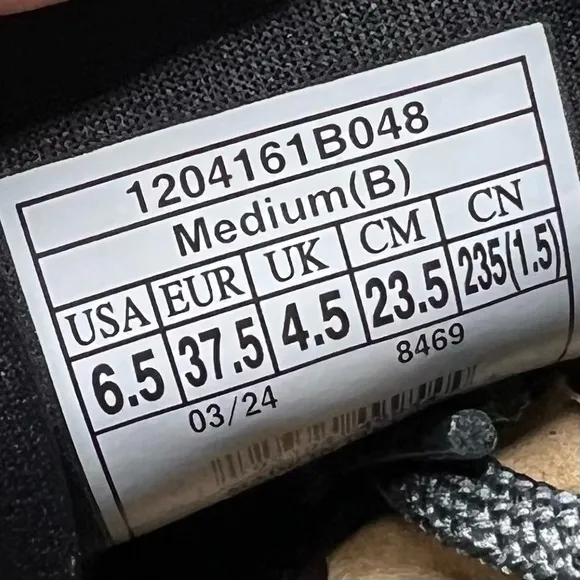 1204161B048
Medium(B)
USA EUR UK CM CN
6.5 37.5 4.5 23.5 235(1.5)
03/24 8469